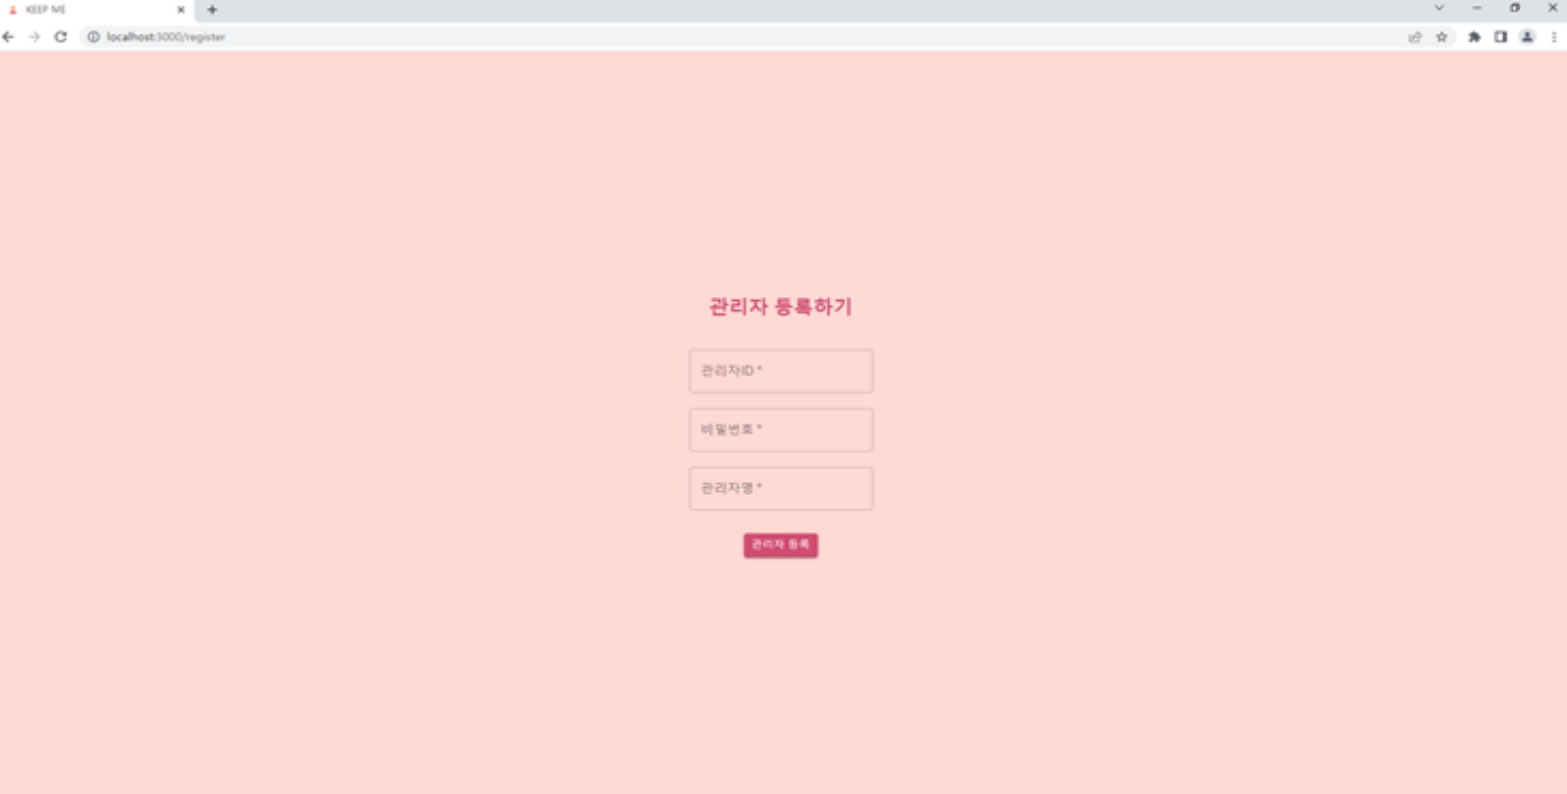 KEEP ME
localhost:3000/register
관리자 등록하기
관리자ID *
비밀번호 *
관리자명 *
관리자 등록